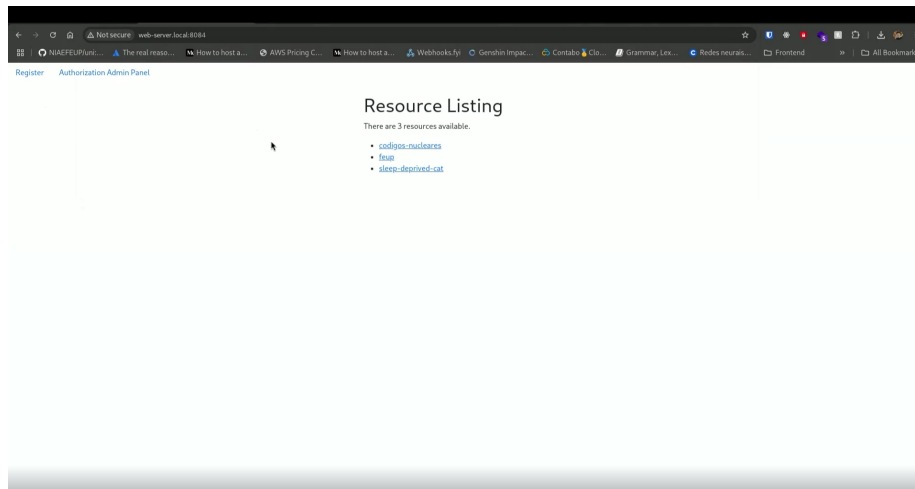 Not secure web-server.local:8084
NIAEFEUP/uni:... The real reaso... How to host a... AWS Pricing C... How to host a... Webhooks.fyi Genshin Impac... Contabo Clo... Grammar, Lex... Redes neurais... Frontend » All Bookmark
Register Authorization Admin Panel
Resource Listing
There are 3 resources available.
codigos-nucleares
feup
sleep-deprived-cat